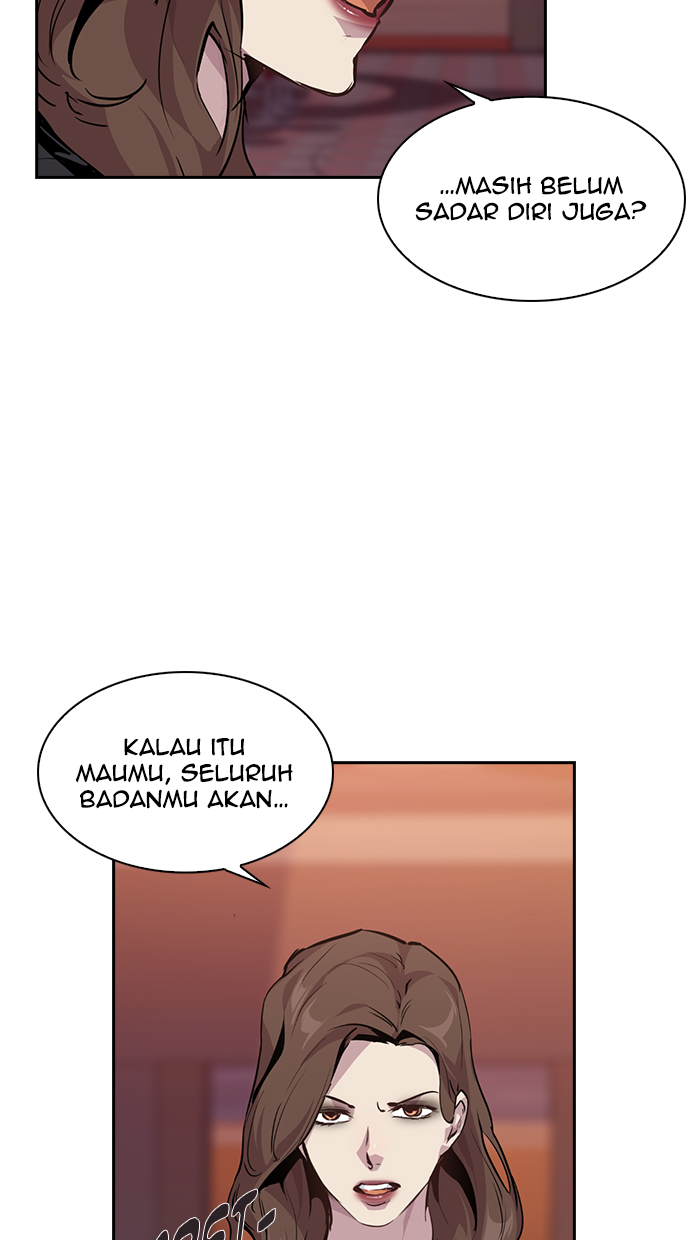 ...MASIH BELUM
SADAR DIRI JUGA?
KALAU ITU
MAUMU, SELURUH
BADANMU AKAN...